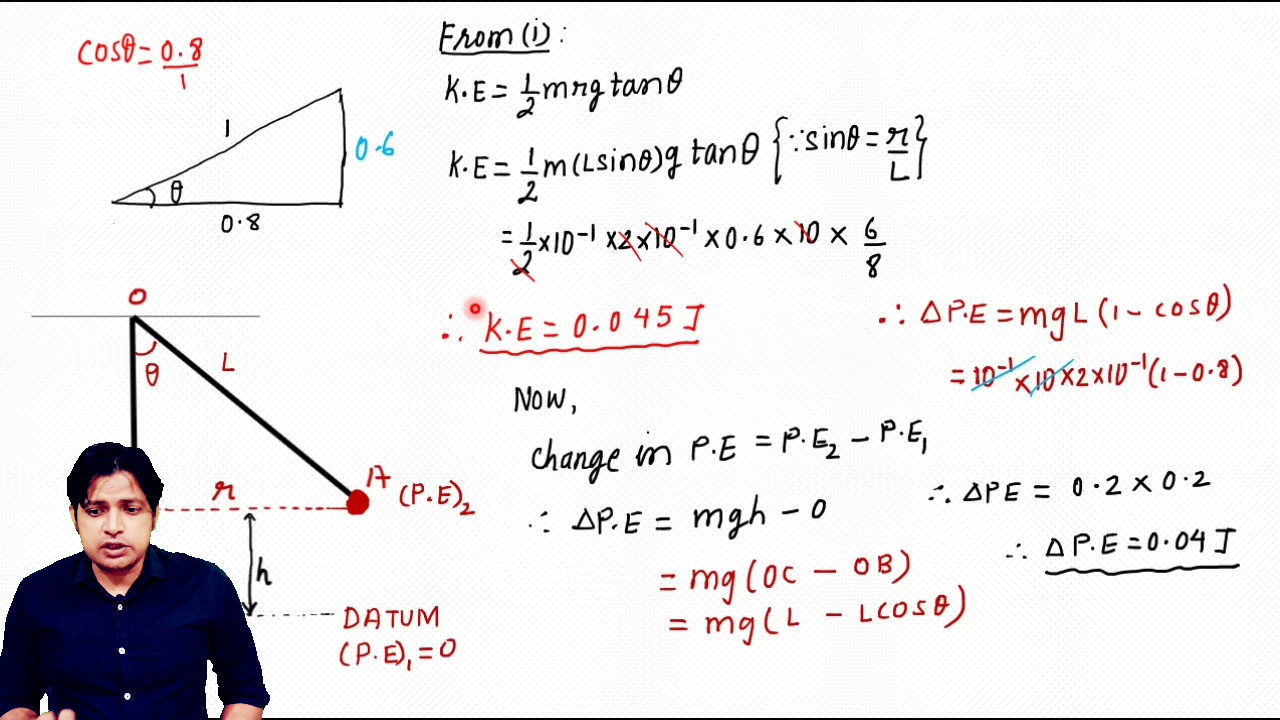 cosθ = 0.8/1
1
0.6
θ
0.8
From (i):
K.E = 1/2 mrg tanθ
K.E = 1/2 m(Lsinθ)g tanθ {∵ sinθ = r/L}
= 1/2 × 10⁻¹ × 2 × 10⁻¹ × 0.6 × 10 × 6/8
∴ K.E = 0.045 J
Now,
change in P.E = P.E₂ − P.E₁
∴ ΔP.E = mgh − 0
= mg(OC − OB)
= mg(L − Lcosθ)
∴ ΔP.E = mgL(1 − cosθ)
= 10⁻¹ × 10 × 2 × 10⁻¹(1 − 0.8)
∴ ΔPE = 0.2 × 0.2
∴ ΔP.E = 0.04 J
O
θ
L
A
(P.E)₂
r
h
DATUM
(P.E)₁ = 0